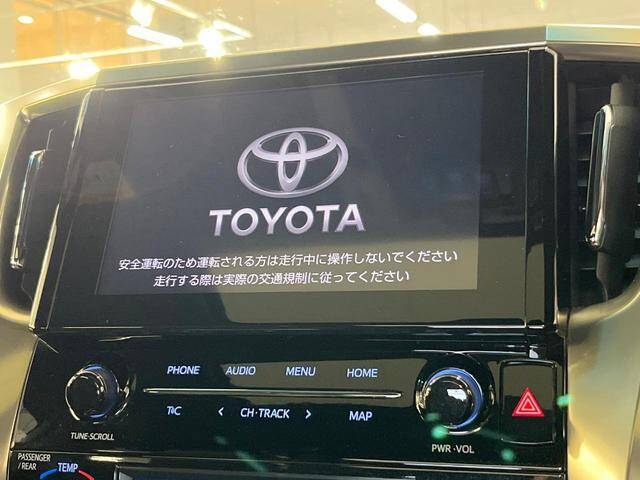 TOYOTA
安全運転のため運転される方は走行中に操作しないでください
走行する際は実際の交通規制に従ってください
PHONE AUDIO MENU HOME
T/C < CH·TRACK > MAP
TUNE·SCROLL
PWR·VOL
PASSENGER
/REAR
TEMP